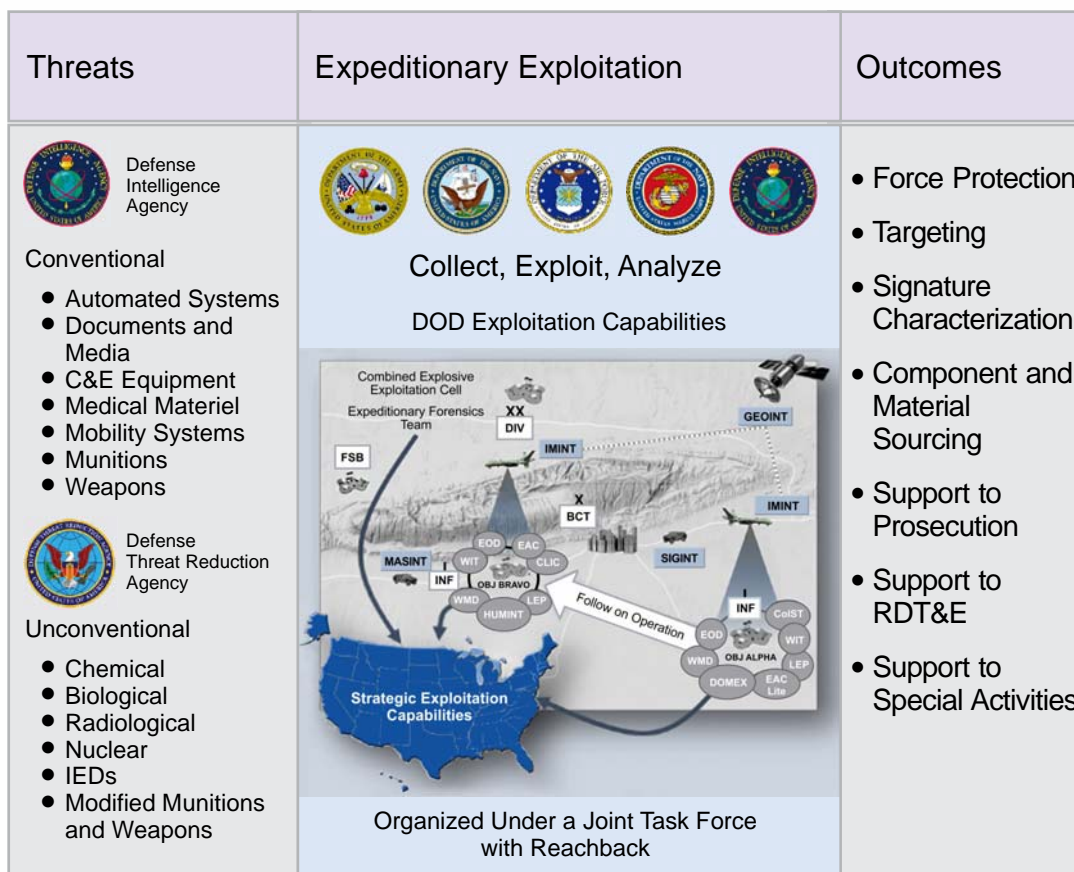 Threats
Expeditionary Exploitation
Outcomes
Defense
Intelligence
Agency
Conventional
• Automated Systems
• Documents and
Media
• C&E Equipment
• Medical Materiel
• Mobility Systems
• Munitions
• Weapons
Defense
Threat Reduction
Agency
Unconventional
• Chemical
• Biological
• Radiological
• Nuclear
• IEDs
• Modified Munitions
and Weapons
Collect, Exploit, Analyze
DOD Exploitation Capabilities
Combined Explosive
Exploitation Cell
Expeditionary Forensics
Team
XX
DIV
GEOINT
IMINT
FSB
X
BCT
IMINT
MASINT
SIGINT
I
INF
EOD
EAC
WIT
CLIC
OBJ BRAVO
WMD
LEP
HUMINT
Follow on Operation
I
INF
CoIST
EOD
WIT
OBJ ALPHA
WMD
LEP
DOMEX
EAC
Lite
Strategic Exploitation
Capabilities
Organized Under a Joint Task Force
with Reachback
• Force Protection
• Targeting
• Signature
Characterization
• Component and
Material
Sourcing
• Support to
Prosecution
• Support to
RDT&E
• Support to
Special Activities